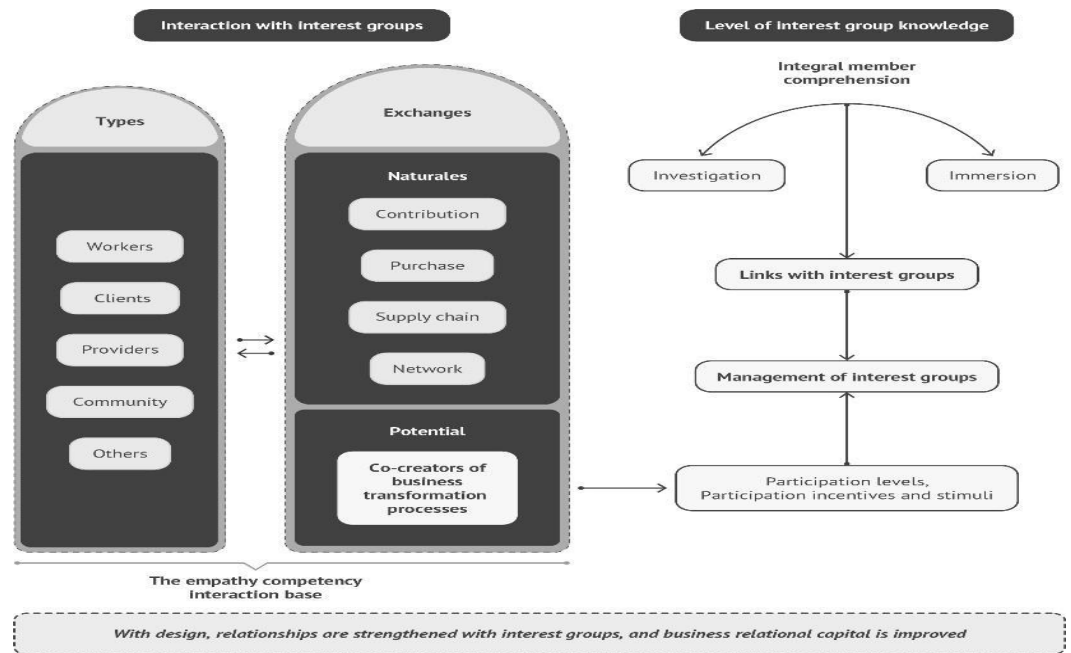 Interaction with interest groups
Types
Workers
Clients
Providers
Community
Others
Exchanges
Naturales
Contribution
Purchase
Supply chain
Network
Potential
Co-creators of
business
transformation
processes
The empathy competency
interaction base
Level of interest group knowledge
Integral member
comprehension
Investigation
Immersion
Links with interest groups
Management of interest groups
Participation levels,
Participation incentives and stimuli
With design, relationships are strengthened with interest groups, and business relational capital is improved